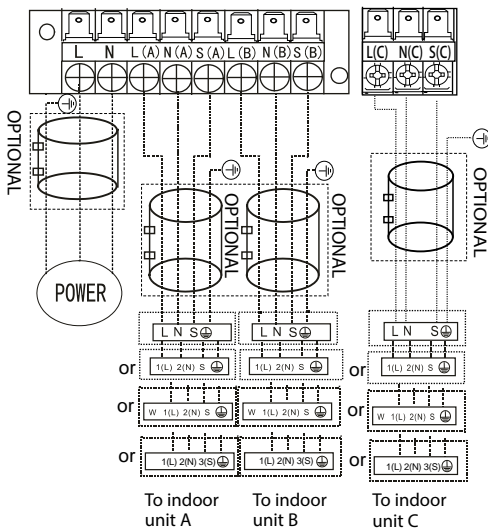 L N L(A) N(A) S(A) L(B) N(B) S(B)
L(C) N(C) S(C)
OPTIONAL
OPTIONAL
OPTIONAL
OPTIONAL
POWER
L N S
L N S
L N S
or
1(L) 2(N) S
1(L) 2(N) S
or
1(L) 2(N) S
or
W 1(L) 2(N) S
W 1(L) 2(N) S
or
W 1(L) 2(N) S
or
1(L) 2(N) 3(S)
1(L) 2(N) 3(S)
or
1(L) 2(N) 3(S)
To indoor
unit A
To indoor
unit B
To indoor
unit C